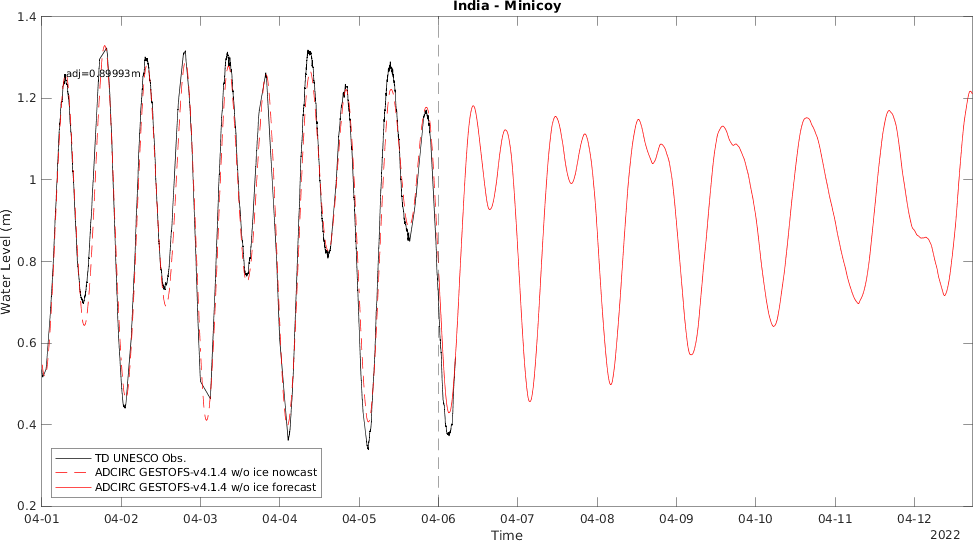 India - Minicoy
1.4
1.2
1
0.8
0.6
0.4
0.2
Water Level (m)
adj=0.89993m
TD UNESCO Obs.
ADCIRC GESTOFS-v4.1.4 w/o ice nowcast
ADCIRC GESTOFS-v4.1.4 w/o ice forecast
04-01 04-02 04-03 04-04 04-05 04-06 04-07 04-08 04-09 04-10 04-11 04-12
Time
2022